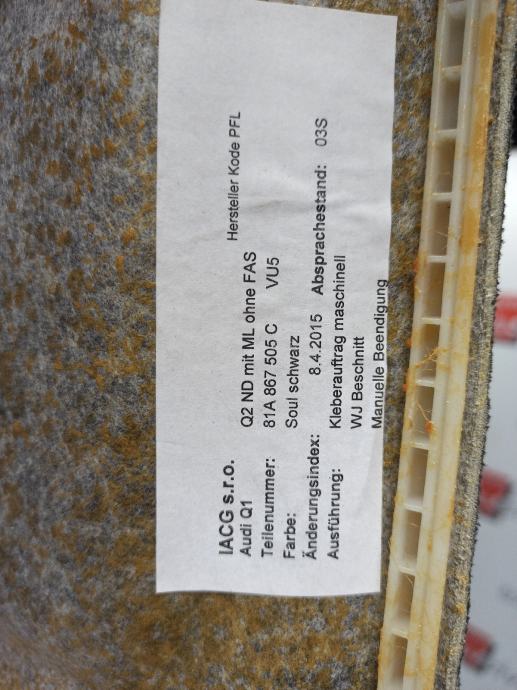 IACG s.r.o.
Audi Q1 Q2 ND mit ML ohne FAS Hersteller Kode PFL
Teilenummer: 81A 867 505 C VU5
Farbe: Soul schwarz
Änderungsindex: 8.4.2015 Absprachestand: 03S
Ausführung: Kleberauftrag maschinell
WJ Beschnitt
Manuelle Beendigung